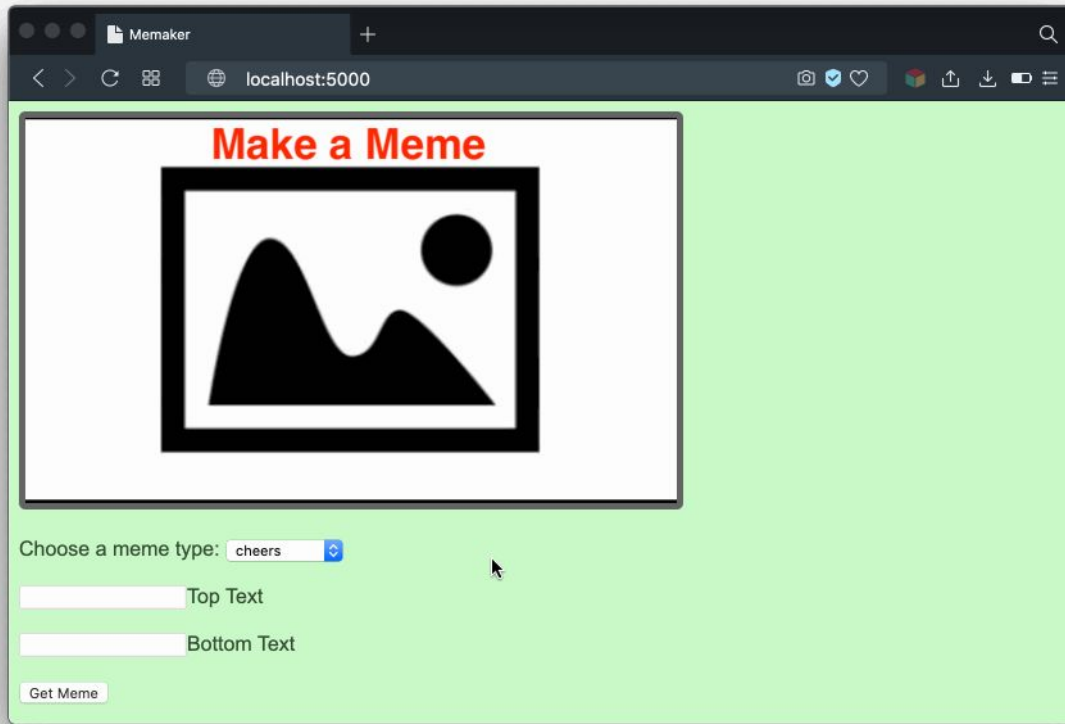 Memaker
localhost:5000
Make a Meme
Choose a meme type: cheers
Top Text
Bottom Text
Get Meme